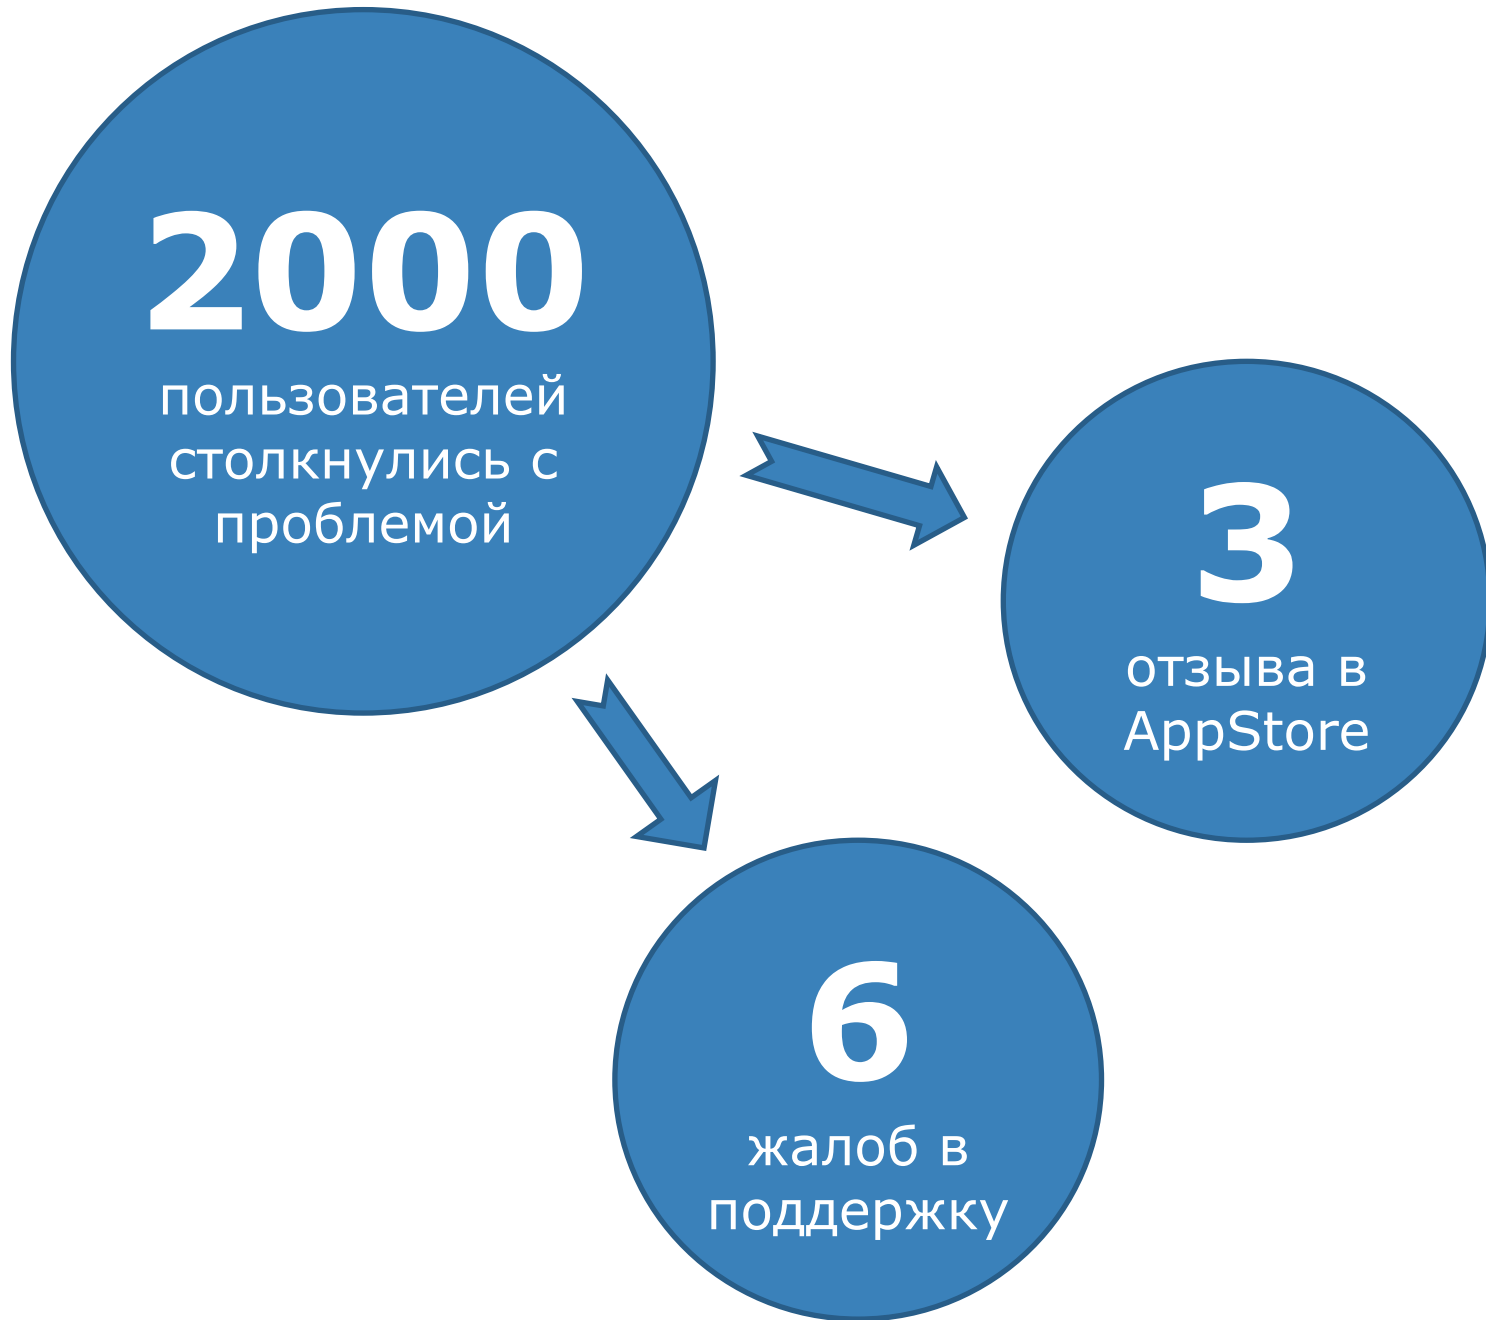 2000
пользователей
столкнулись с
проблемой
3
отзыва в
AppStore
6
жалоб в
поддержку